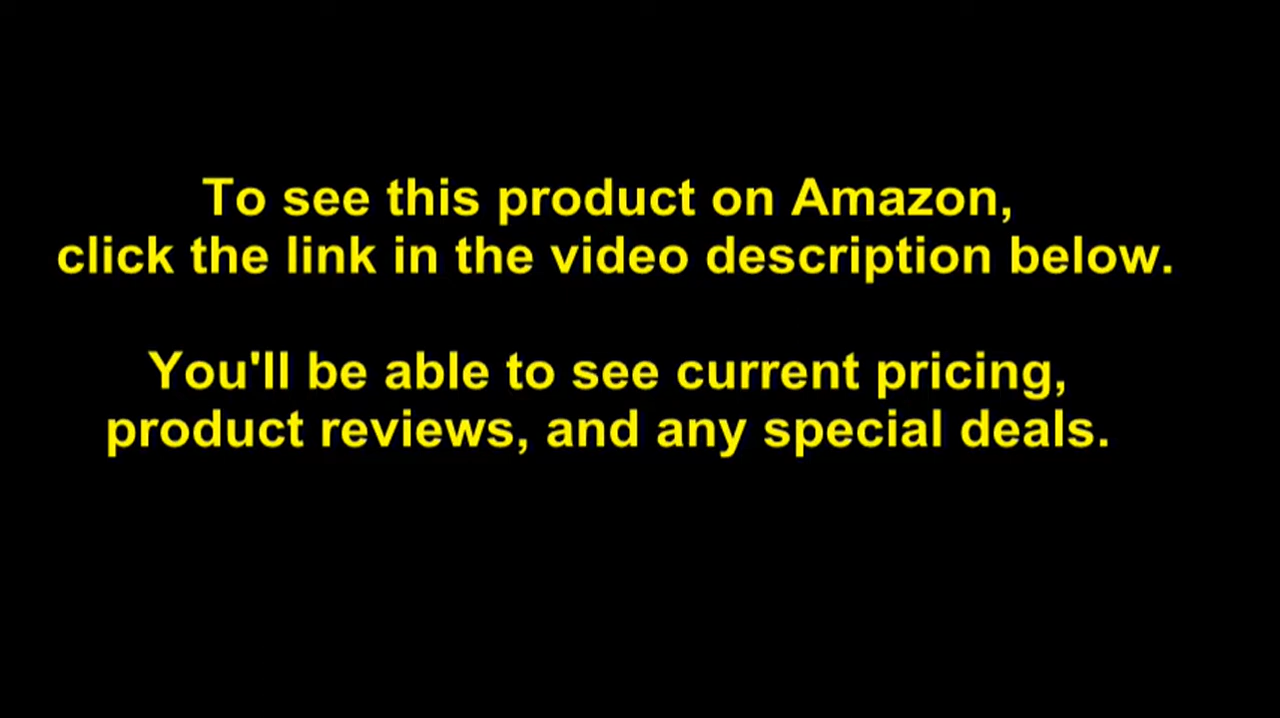 To see this product on Amazon,
click the link in the video description below.
You'll be able to see current pricing,
product reviews, and any special deals.